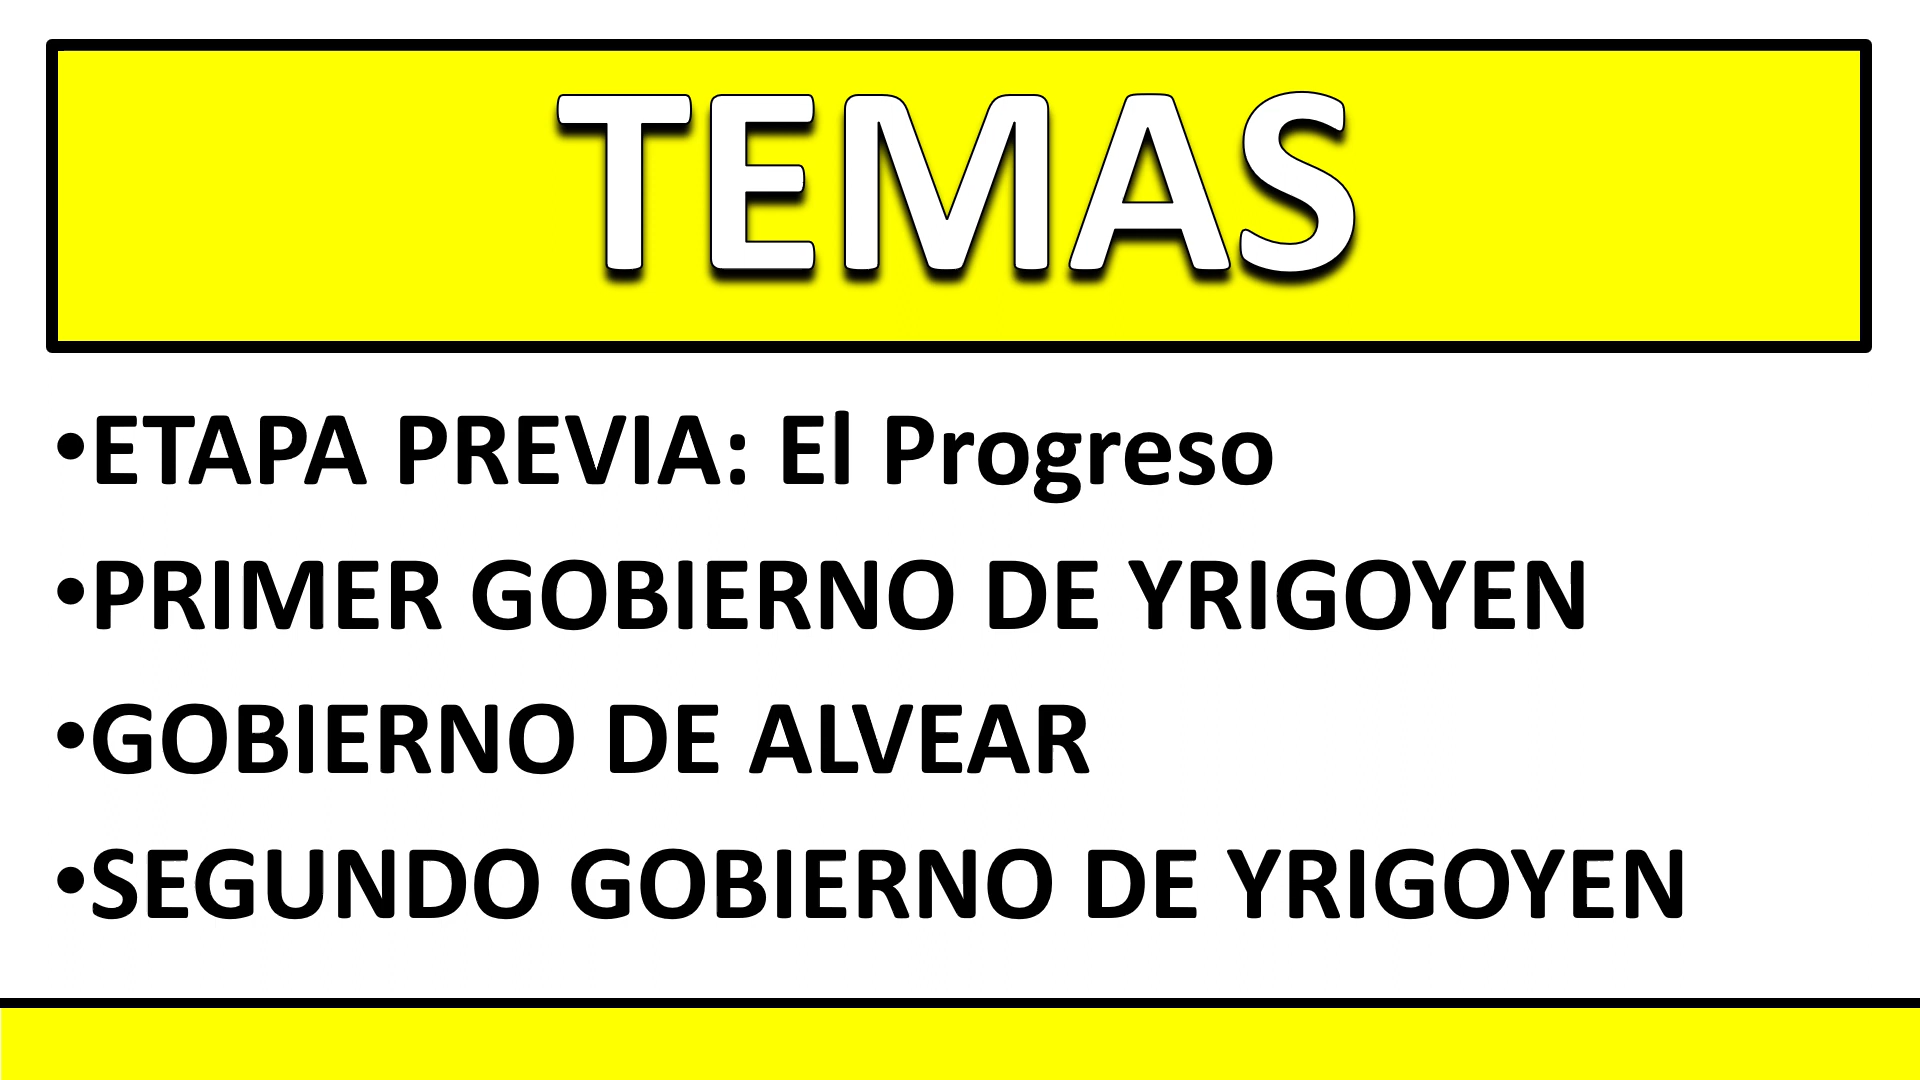 TEMAS
•ETAPA PREVIA: El Progreso
•PRIMER GOBIERNO DE YRIGOYEN
•GOBIERNO DE ALVEAR
•SEGUNDO GOBIERNO DE YRIGOYEN